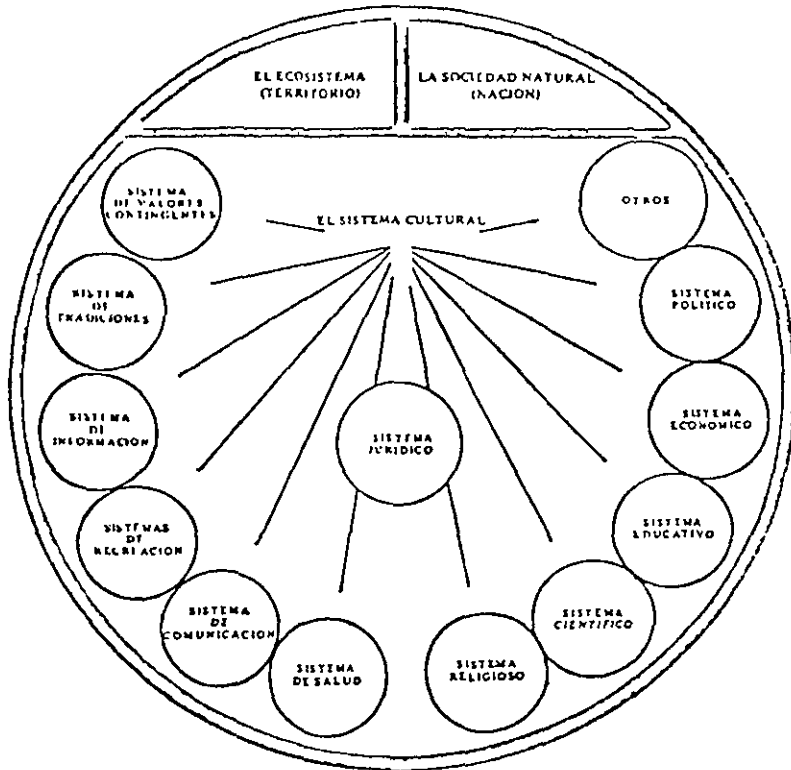 EL ECOSISTEMA
(TERRITORIO)
LA SOCIEDAD NATURAL
(NACION)
SISTEMA
DE VALORES
CONTINGENTES
EL SISTEMA CULTURAL
OTROS
SISTEMA
DE
TRADICIONES
SISTEMA
POLITICO
SISTEMA
DE
INFORMACION
SISTEMA
JURIDICO
SISTEMA
ECONOMICO
SISTEMAS
DE
RECREACION
SISTEMA
EDUCATIVO
SISTEMA
DE
COMUNICACION
SISTEMA
CIENTIFICO
SISTEMA
DE SALUD
SISTEMA
RELIGIOSO